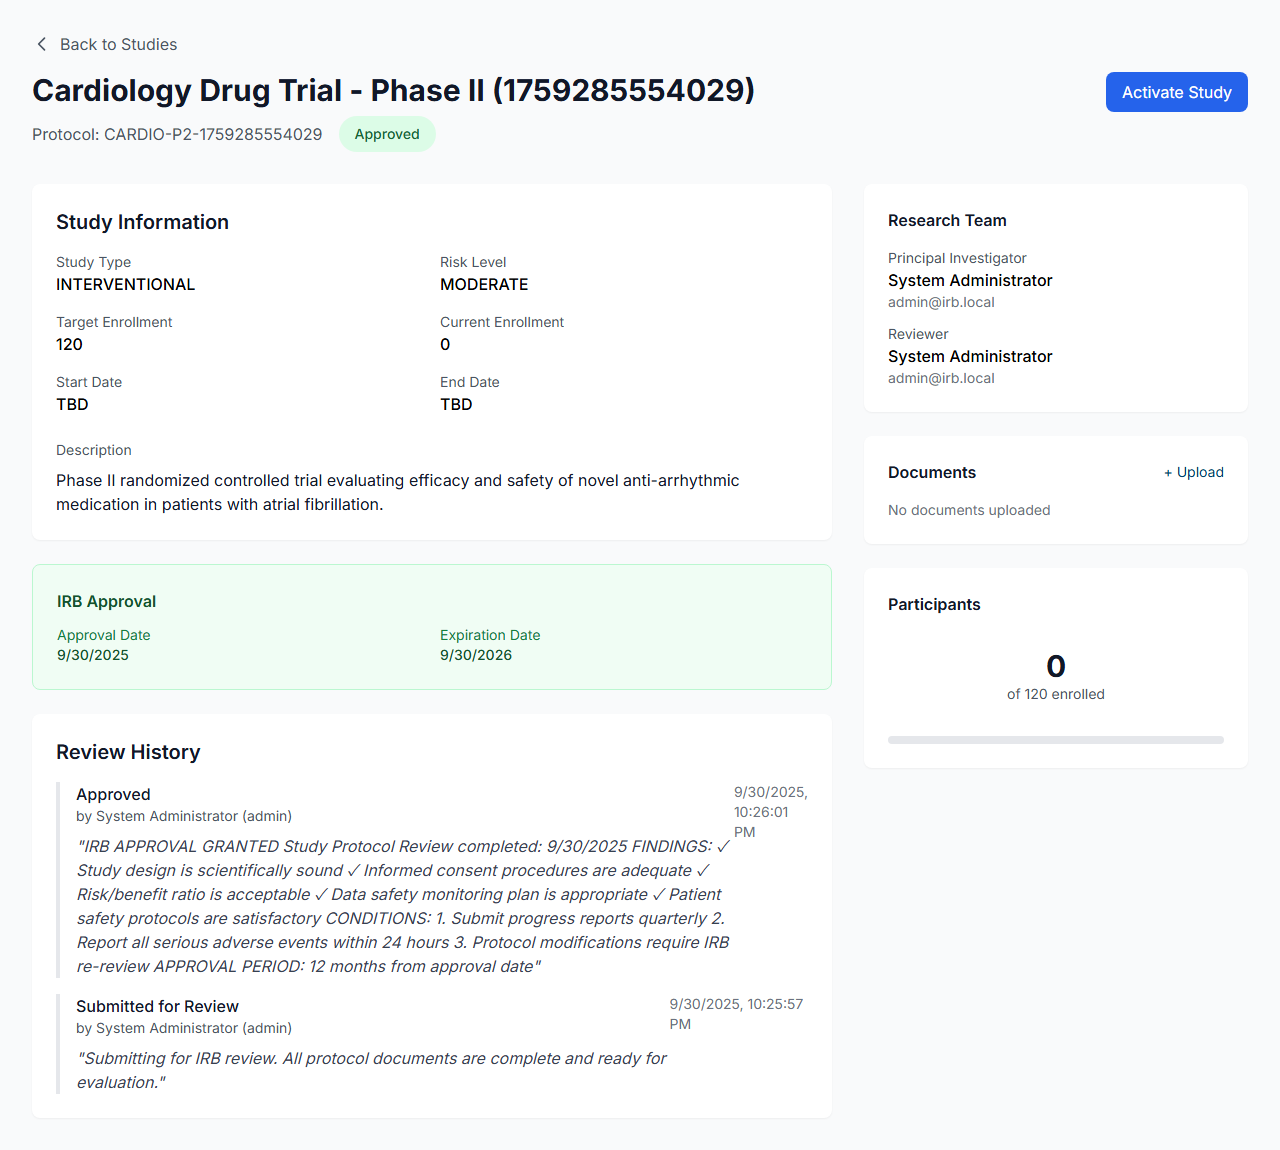 Back to Studies
Cardiology Drug Trial - Phase II (1759285554029)
Activate Study
Protocol: CARDIO-P2-1759285554029
Approved
Study Information
Study Type
INTERVENTIONAL
Risk Level
MODERATE
Target Enrollment
120
Current Enrollment
0
Start Date
TBD
End Date
TBD
Description
Phase II randomized controlled trial evaluating efficacy and safety of novel anti-arrhythmic
medication in patients with atrial fibrillation.
IRB Approval
Approval Date
9/30/2025
Expiration Date
9/30/2026
Review History
Approved
by System Administrator (admin)
9/30/2025,
10:26:01
PM
"IRB APPROVAL GRANTED Study Protocol Review completed: 9/30/2025 FINDINGS: ✓
Study design is scientifically sound ✓ Informed consent procedures are adequate ✓
Risk/benefit ratio is acceptable ✓ Data safety monitoring plan is appropriate ✓ Patient
safety protocols are satisfactory CONDITIONS: 1. Submit progress reports quarterly 2.
Report all serious adverse events within 24 hours 3. Protocol modifications require IRB
re-review APPROVAL PERIOD: 12 months from approval date"
Submitted for Review
by System Administrator (admin)
9/30/2025, 10:25:57
PM
"Submitting for IRB review. All protocol documents are complete and ready for
evaluation."
Research Team
Principal Investigator
System Administrator
admin@irb.local
Reviewer
System Administrator
admin@irb.local
Documents
+ Upload
No documents uploaded
Participants
0
of 120 enrolled